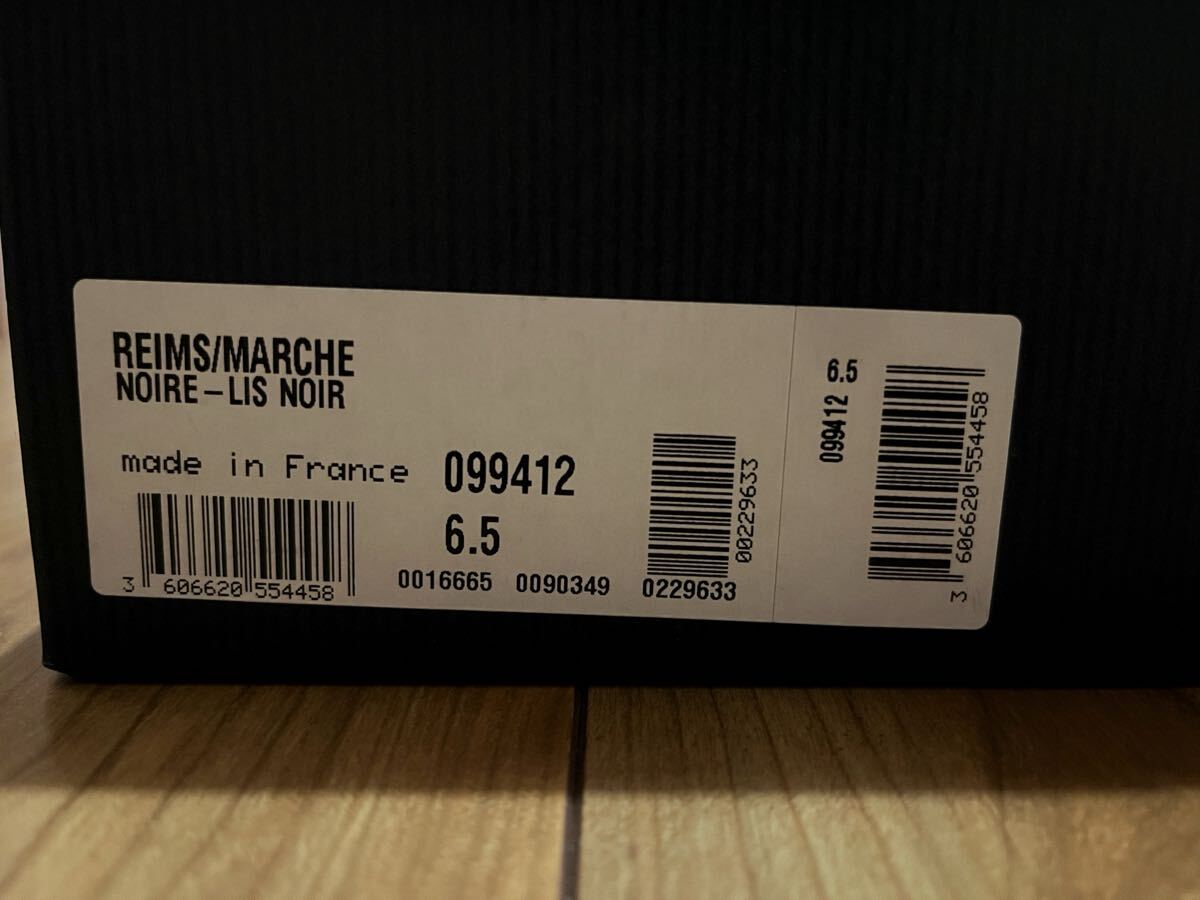 REIMS/MARCHE
NOIRE – LIS NOIR
made in France 099412
6.5
3 606620 554458
0016665 0090349 0229633
00229633
099412 6.5
3 606620 554458